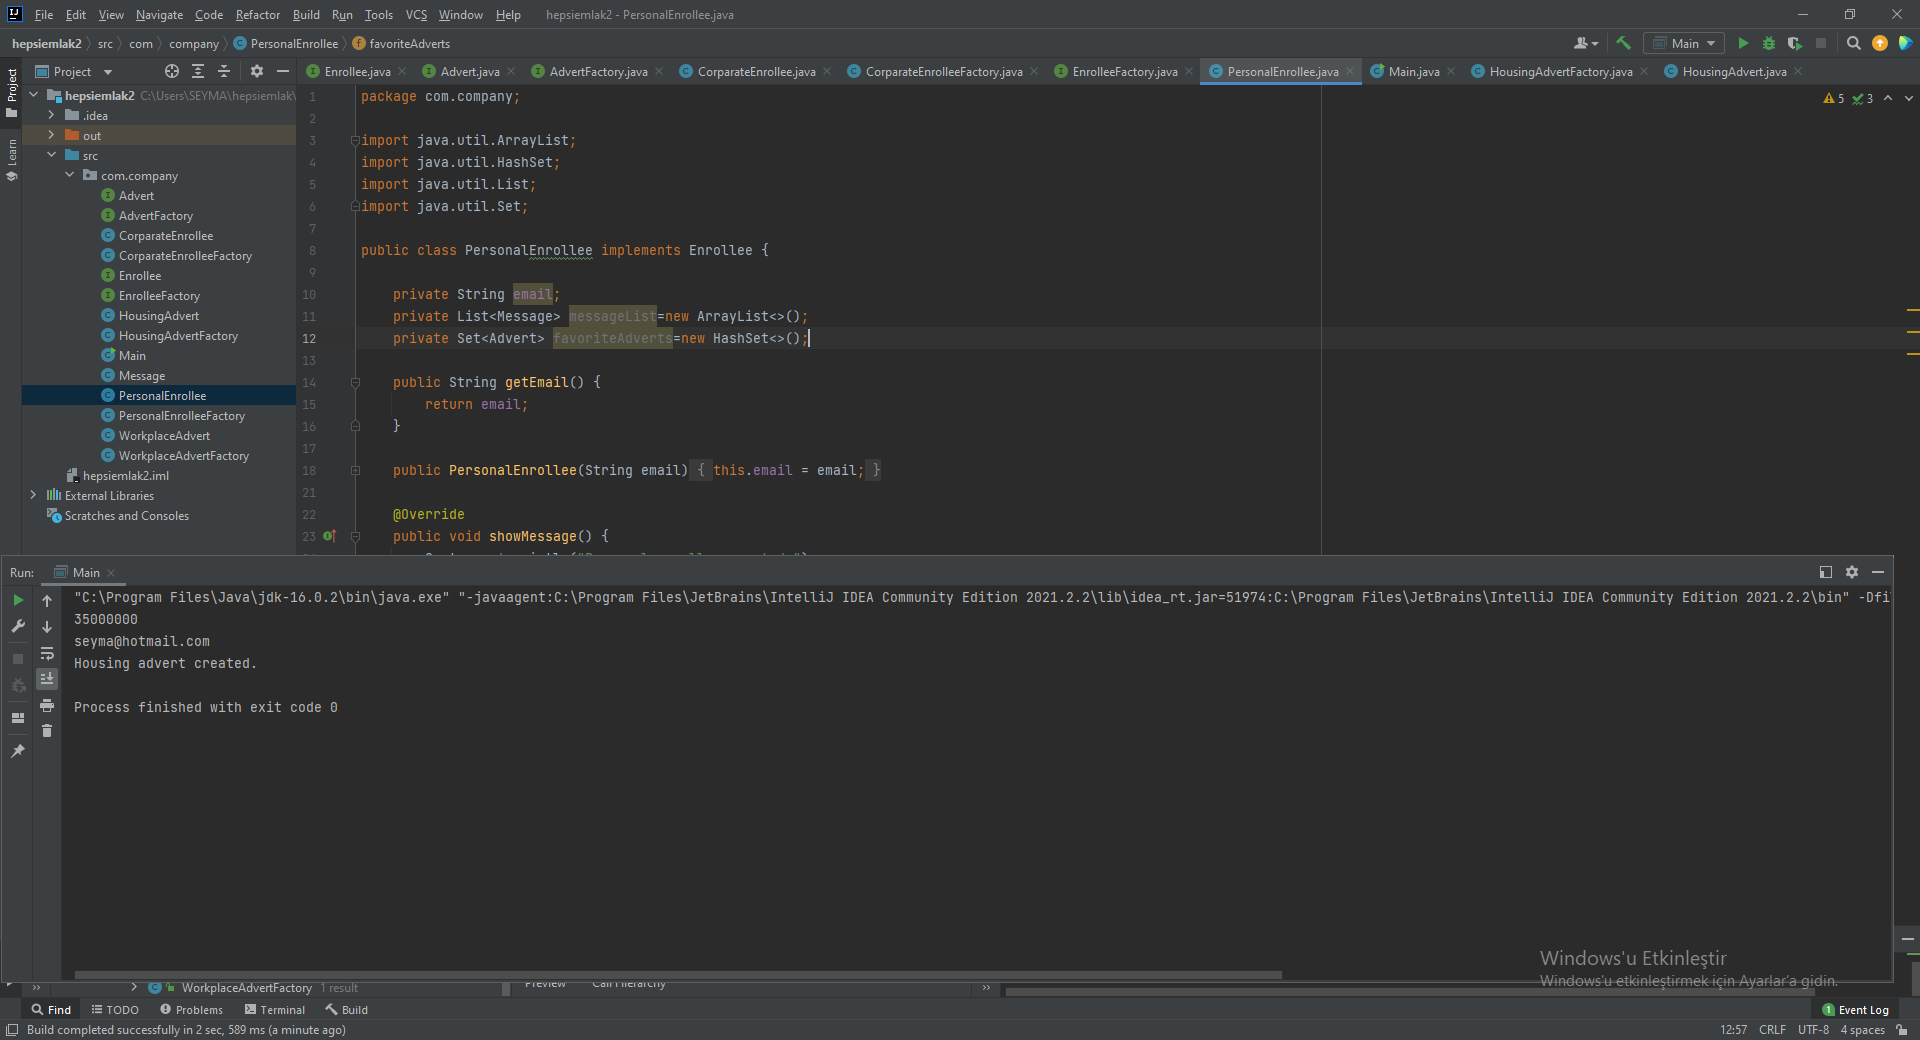 File Edit View Navigate Code Refactor Build Run Tools VCS Window Help hepsiemlak2 - PersonalEnrollee.java
hepsiemlak2 src com company PersonalEnrollee favoriteAdverts Main
Project
Enrollee.java Advert.java AdvertFactory.java CorparateEnrollee.java CorparateEnrolleeFactory.java EnrolleeFactory.java PersonalEnrollee.java Main.java HousingAdvertFactory.java HousingAdvert.java
Project
Learn
hepsiemlak2 C:\Users\SEYMA\hepsiemlak\
.idea
out
src
com.company
Advert
AdvertFactory
CorparateEnrollee
CorparateEnrolleeFactory
Enrollee
EnrolleeFactory
HousingAdvert
HousingAdvertFactory
Main
Message
PersonalEnrollee
PersonalEnrolleeFactory
WorkplaceAdvert
WorkplaceAdvertFactory
hepsiemlak2.iml
External Libraries
Scratches and Consoles
5 3
1 package com.company;
2
3 import java.util.ArrayList;
4 import java.util.HashSet;
5 import java.util.List;
6 import java.util.Set;
7
8 public class PersonalEnrollee implements Enrollee {
9
10 private String email;
11 private List<Message> messageList=new ArrayList<>();
12 private Set<Advert> favoriteAdverts=new HashSet<>();
13
14 public String getEmail() {
15 return email;
16 }
17
18 public PersonalEnrollee(String email) { this.email = email; }
21
22 @Override
23 public void showMessage() {
Run: Main
"C:\Program Files\Java\jdk-16.0.2\bin\java.exe" "-javaagent:C:\Program Files\JetBrains\IntelliJ IDEA Community Edition 2021.2.2\lib\idea_rt.jar=51974:C:\Program Files\JetBrains\IntelliJ IDEA Community Edition 2021.2.2\bin" -Dfi
35000000
seyma@hotmail.com
Housing advert created.
Process finished with exit code 0
Windows'u Etkinleştir
Windows'u etkinleştirmek için Ayarlar'a gidin.
WorkplaceAdvertFactory 1 result Preview Call Hierarchy
Find TODO Problems Terminal Build 1 Event Log
Build completed successfully in 2 sec, 589 ms (a minute ago) 12:57 CRLF UTF-8 4 spaces